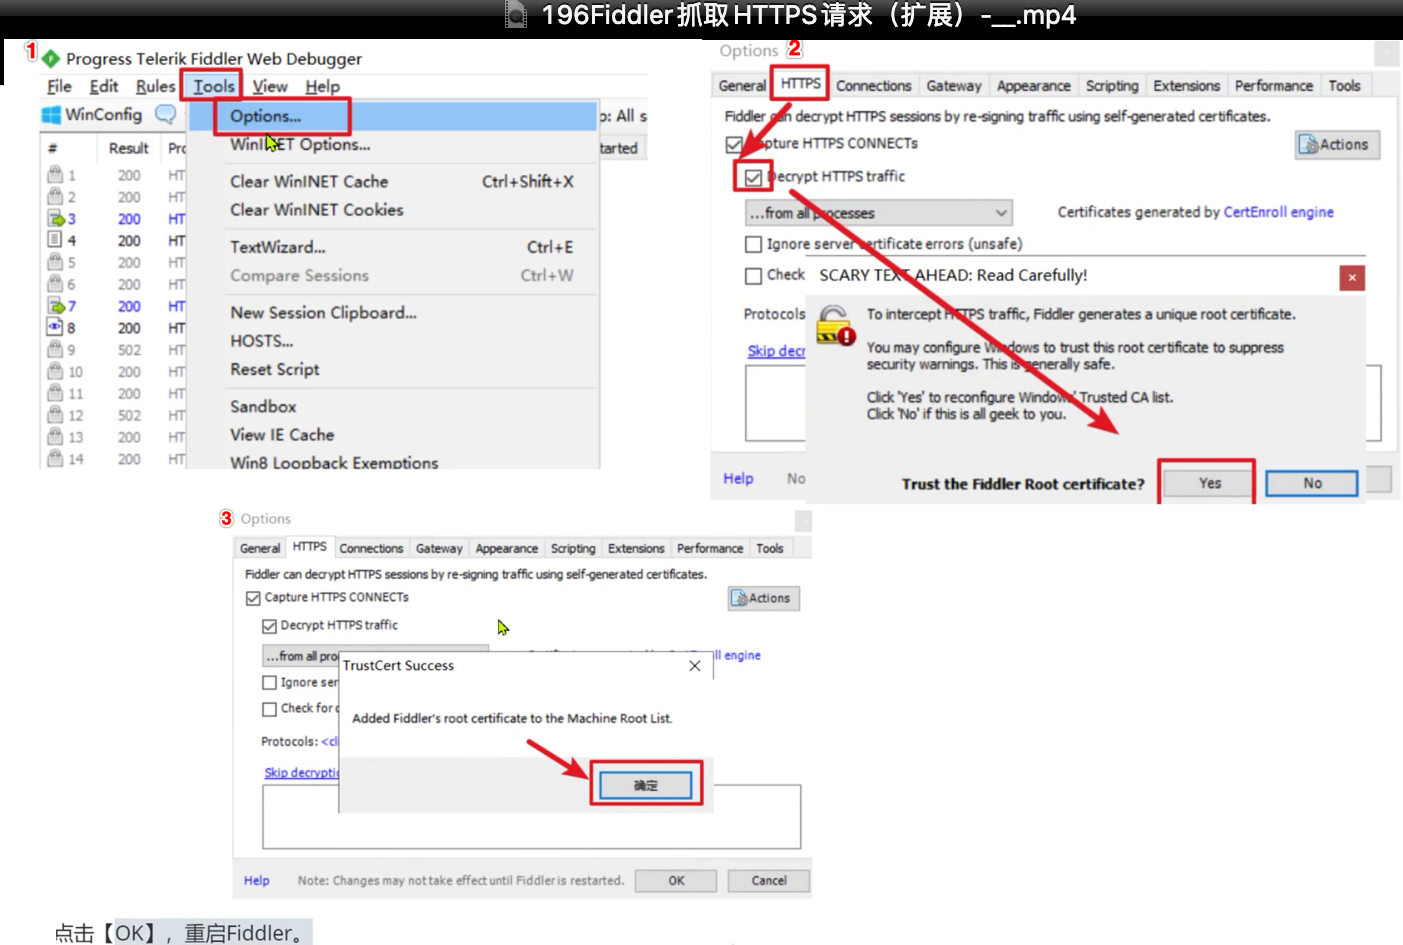 196Fiddler抓取HTTPS请求（扩展）-__.mp4
1
Progress Telerik Fiddler Web Debugger
File Edit Rules Tools View Help
WinConfig
Options...
p: All s
WinINET Options...
# Result Pro
tarted
Clear WinINET Cache Ctrl+Shift+X
Clear WinINET Cookies
TextWizard... Ctrl+E
Compare Sessions Ctrl+W
New Session Clipboard...
HOSTS...
Reset Script
Sandbox
View IE Cache
Win8 Loopback Exemptions
1 200 HT
2 200 HT
3 200 HT
4 200 HT
5 200 HT
6 200 HT
7 200 HT
8 200 HT
9 502 HT
10 200 HT
11 200 HT
12 502 HT
13 200 HT
14 200 HT
Options 2
General HTTPS Connections Gateway Appearance Scripting Extensions Performance Tools
Fiddler can decrypt HTTPS sessions by re-signing traffic using self-generated certificates.
Capture HTTPS CONNECTs
Actions
Decrypt HTTPS traffic
...from all processes
Certificates generated by CertEnroll engine
Ignore server certificate errors (unsafe)
Check
Protocols
Skip decr
SCARY TEXT AHEAD: Read Carefully!
To intercept HTTPS traffic, Fiddler generates a unique root certificate.
You may configure Windows to trust this root certificate to suppress
security warnings. This is generally safe.
Click 'Yes' to reconfigure Windows' Trusted CA list.
Click 'No' if this is all geek to you.
Trust the Fiddler Root certificate? Yes No
Help No
3 Options
General HTTPS Connections Gateway Appearance Scripting Extensions Performance Tools
Fiddler can decrypt HTTPS sessions by re-signing traffic using self-generated certificates.
Capture HTTPS CONNECTs
Actions
Decrypt HTTPS traffic
...from all pro
ll engine
Ignore ser
Check for c
Protocols: <cli
Skip decryptio
TrustCert Success
Added Fiddler's root certificate to the Machine Root List.
确定
Help Note: Changes may not take effect until Fiddler is restarted. OK Cancel
点击【OK】，重启Fiddler。